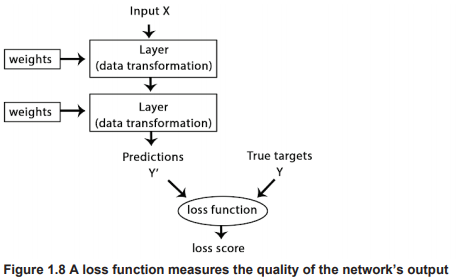 Input X
Layer
(data transformation)
weights
Layer
(data transformation)
weights
Predictions
Y'
True targets
Y
loss function
loss score
Figure 1.8 A loss function measures the quality of the network's output